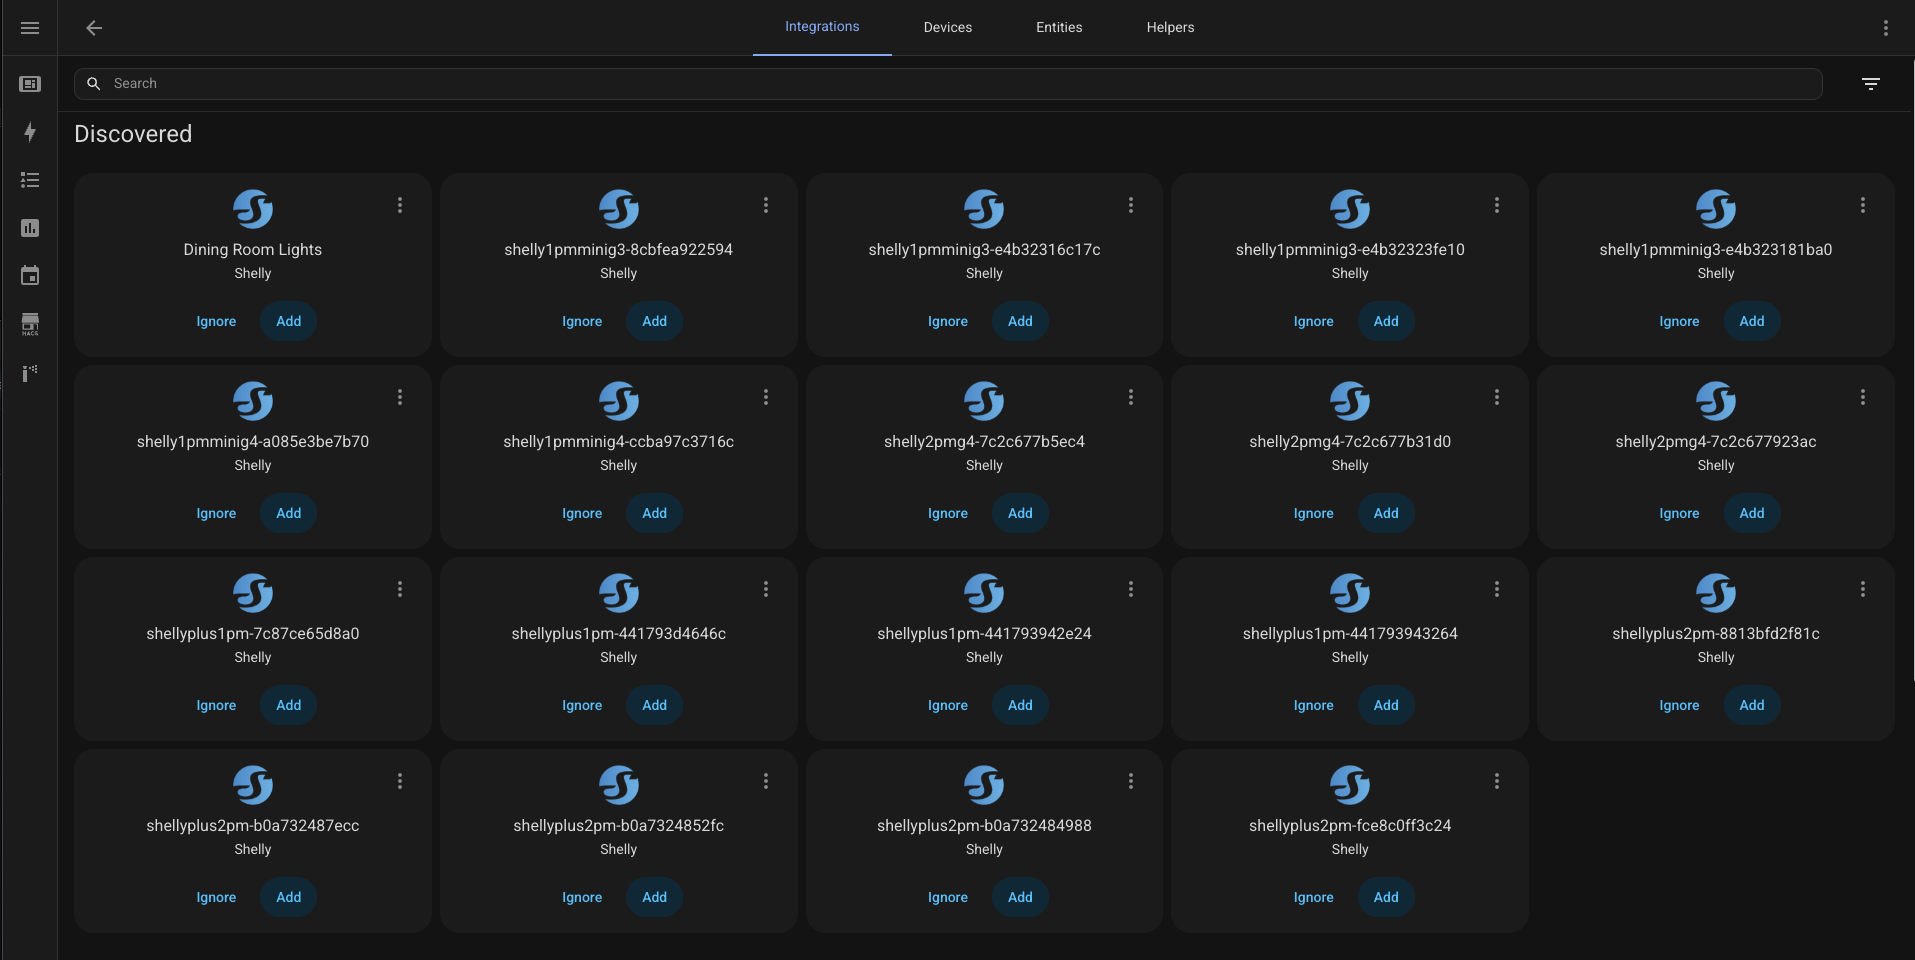 Integrations
Devices
Entities
Helpers
Search
Discovered
Dining Room Lights
Shelly
Ignore
Add
shelly1pmminig3-8cbfea922594
Shelly
Ignore
Add
shelly1pmminig3-e4b32316c17c
Shelly
Ignore
Add
shelly1pmminig3-e4b32323fe10
Shelly
Ignore
Add
shelly1pmminig3-e4b323181ba0
Shelly
Ignore
Add
HACS
shelly1pmminig4-a085e3be7b70
Shelly
Ignore
Add
shelly1pmminig4-ccba97c3716c
Shelly
Ignore
Add
shelly2pmg4-7c2c677b5ec4
Shelly
Ignore
Add
shelly2pmg4-7c2c677b31d0
Shelly
Ignore
Add
shelly2pmg4-7c2c677923ac
Shelly
Ignore
Add
shellyplus1pm-7c87ce65d8a0
Shelly
Ignore
Add
shellyplus1pm-441793d4646c
Shelly
Ignore
Add
shellyplus1pm-441793942e24
Shelly
Ignore
Add
shellyplus1pm-441793943264
Shelly
Ignore
Add
shellyplus2pm-8813bfd2f81c
Shelly
Ignore
Add
shellyplus2pm-b0a732487ecc
Shelly
Ignore
Add
shellyplus2pm-b0a7324852fc
Shelly
Ignore
Add
shellyplus2pm-b0a732484988
Shelly
Ignore
Add
shellyplus2pm-fce8c0ff3c24
Shelly
Ignore
Add